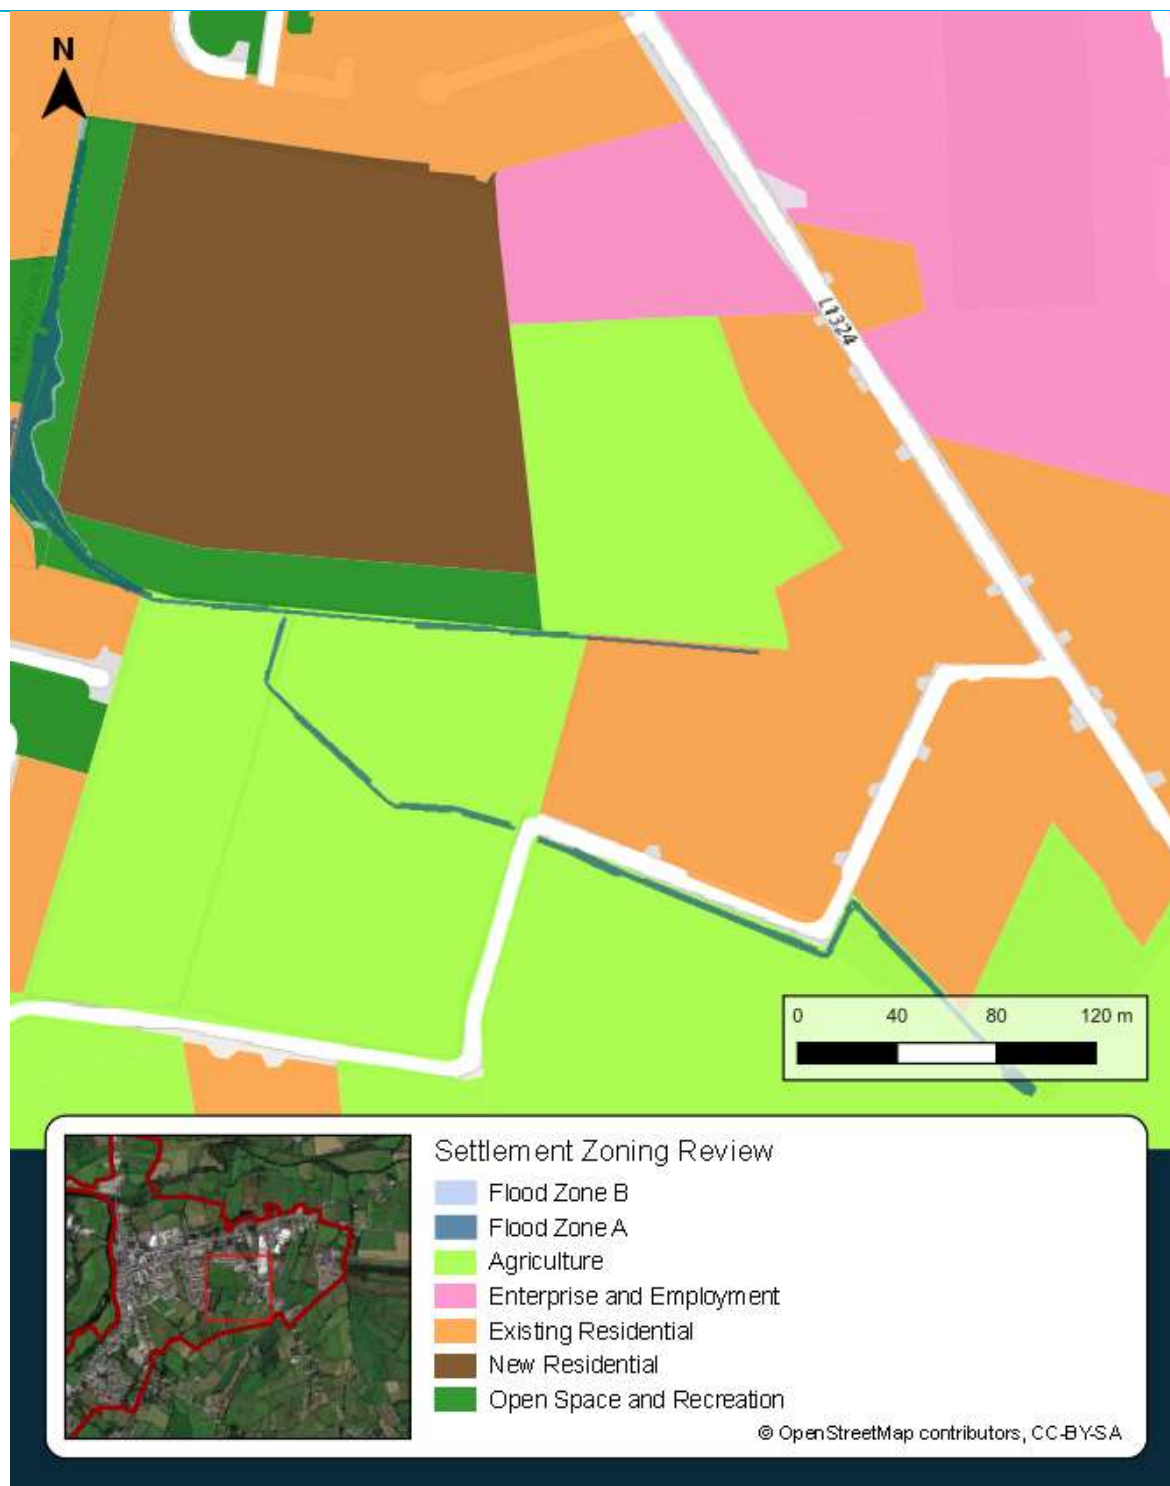 N
L1324
0 40 80 120 m
Settlement Zoning Review
Flood Zone B
Flood Zone A
Agriculture
Enterprise and Employment
Existing Residential
New Residential
Open Space and Recreation
© OpenStreetMap contributors, CC-BY-SA